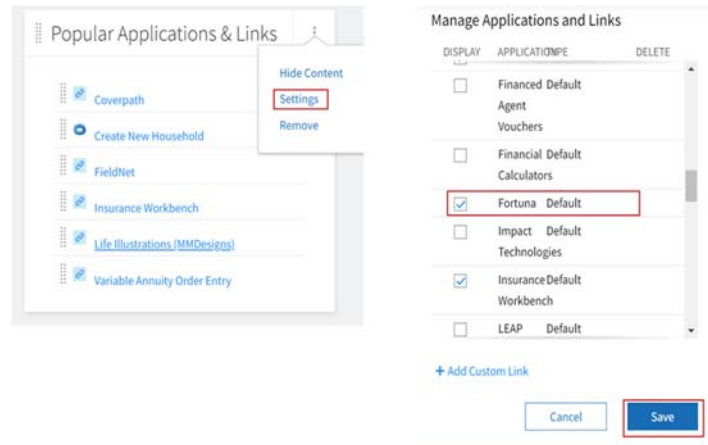 Popular Applications & Links
Hide Content
Settings
Remove
Coverpath
Create New Household
FieldNet
Insurance Workbench
Life Illustrations (MMDesigns)
Variable Annuity Order Entry
Manage Applications and Links
DISPLAY APPLICATION TYPE DELETE
Financed Default
Agent
Vouchers
Financial Default
Calculators
Fortuna Default
Impact Default
Technologies
Insurance Default
Workbench
LEAP Default
+ Add Custom Link
Cancel Save